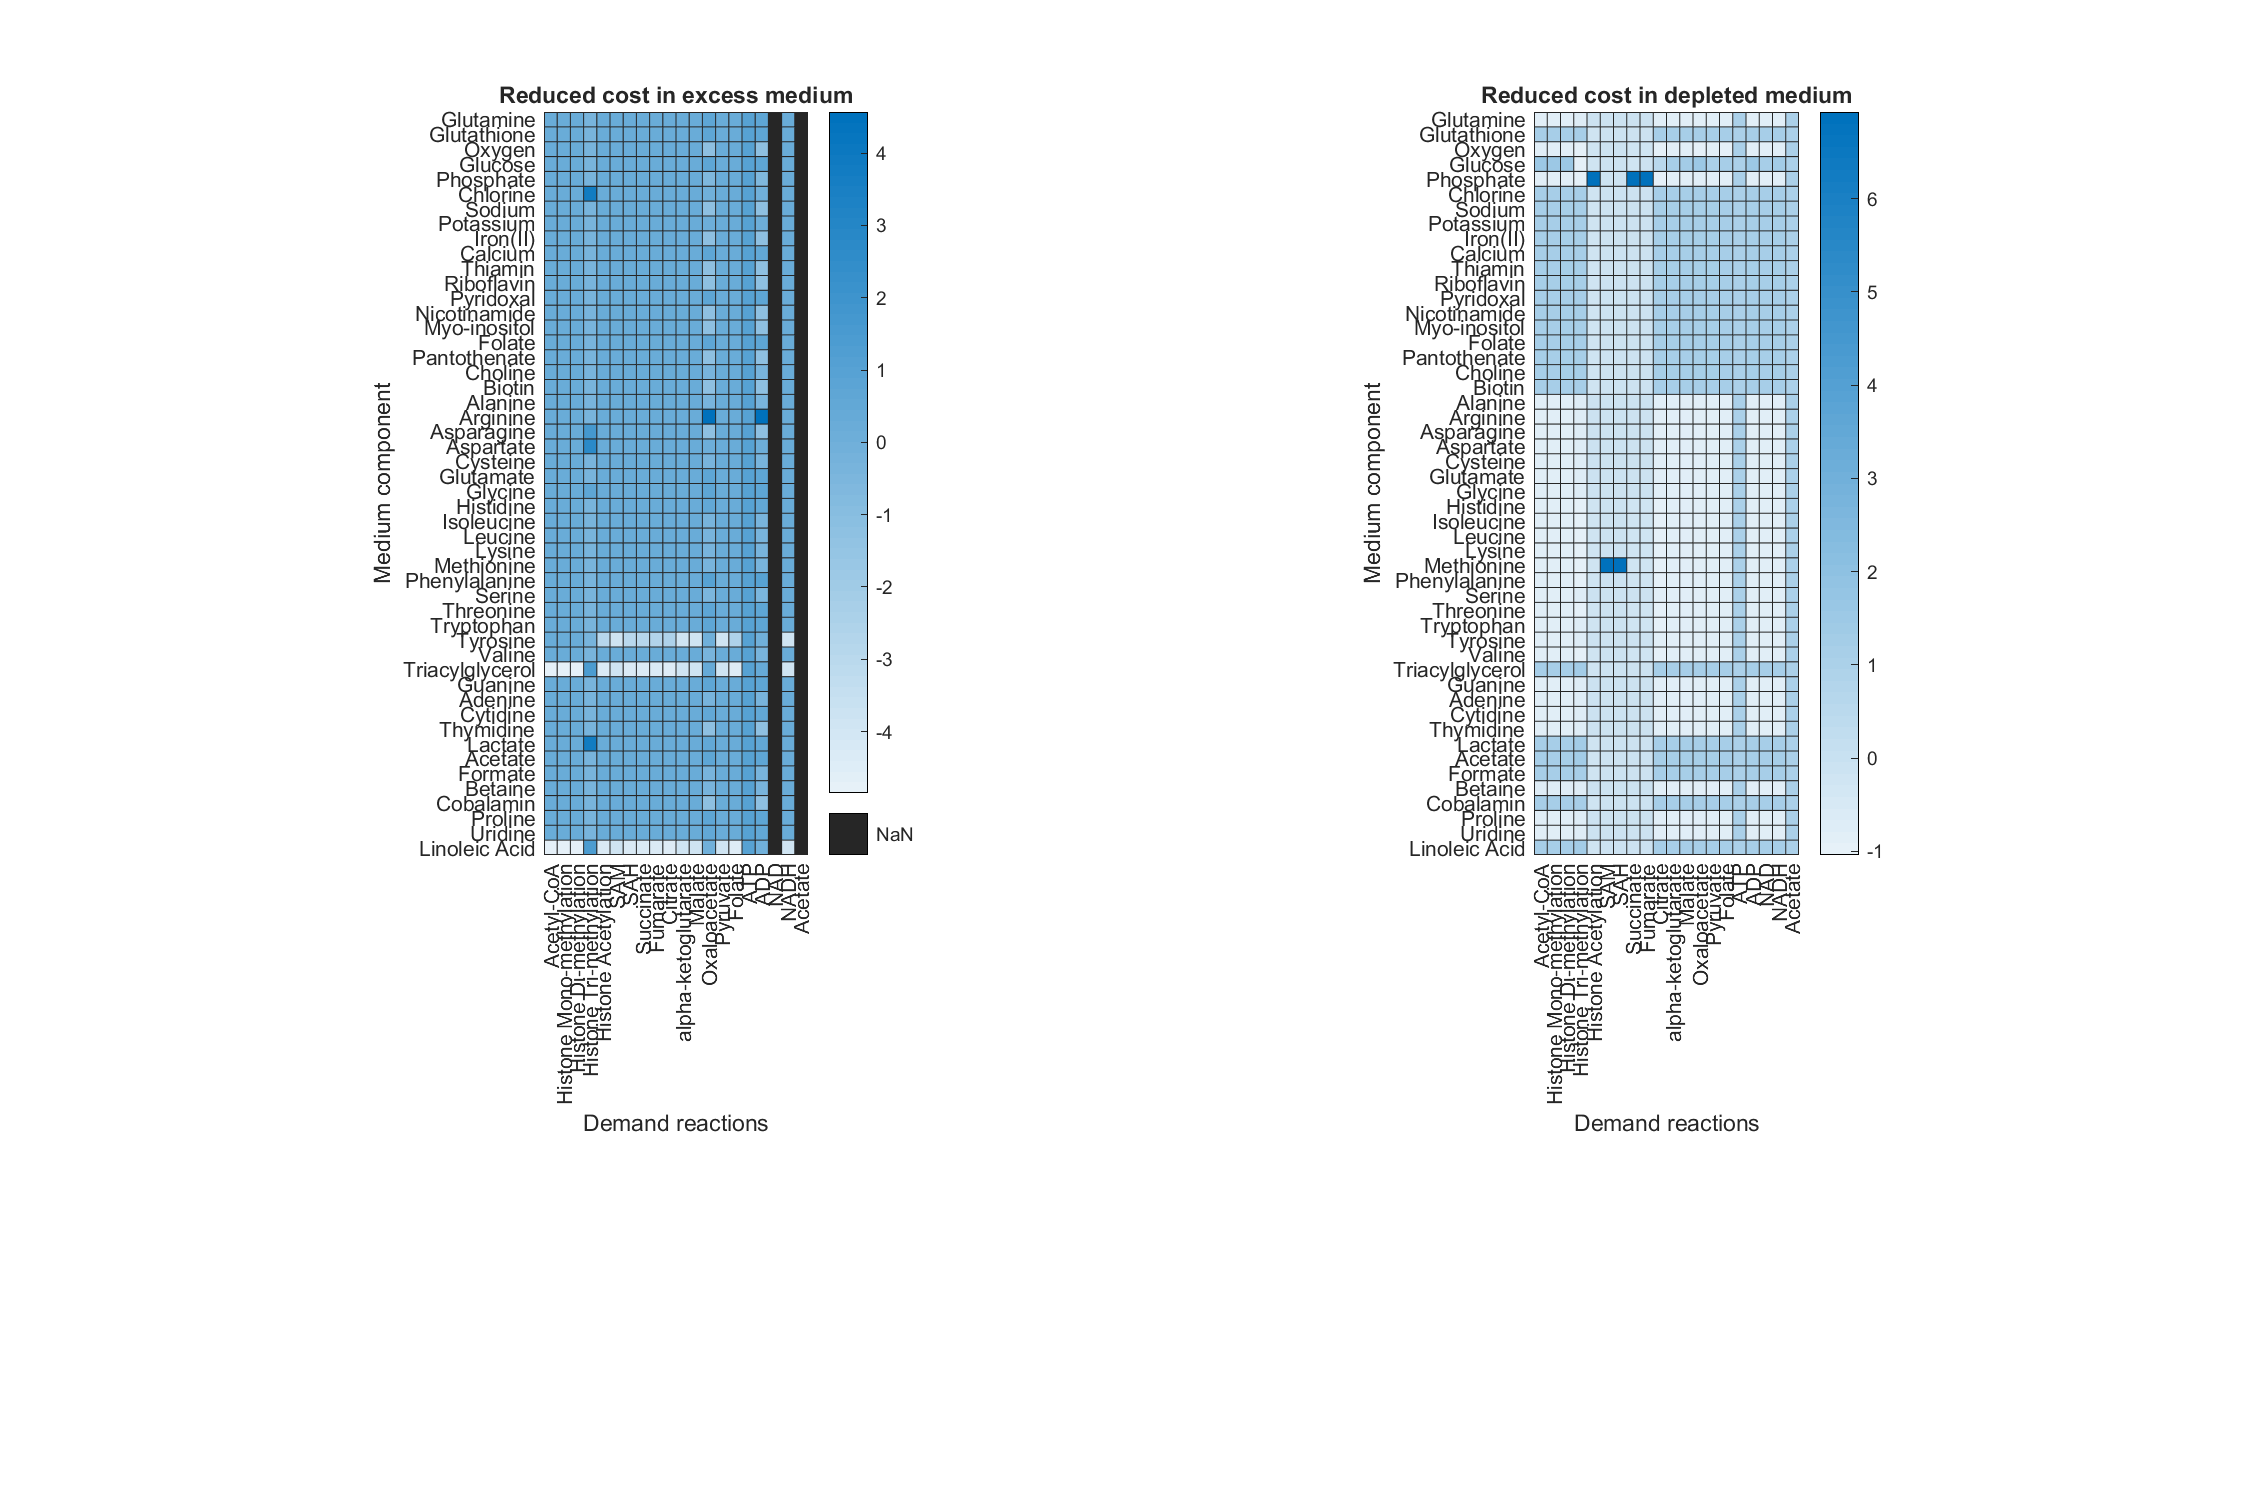 Reduced cost in excess medium
Medium component
Glutamine
Glutathione
Oxygen
Glucose
Phosphate
Chlorine
Sodium
Potassium
Iron(II)
Calcium
Thiamin
Riboflavin
Pyridoxal
Nicotinamide
Myo-inositol
Folate
Pantothenate
Choline
Biotin
Alanine
Arginine
Asparagine
Aspartate
Cysteine
Glutamate
Glycine
Histidine
Isoleucine
Leucine
Lysine
Methionine
Phenylalanine
Serine
Threonine
Tryptophan
Tyrosine
Valine
Triacylglycerol
Guanine
Adenine
Cytidine
Thymidine
Lactate
Acetate
Formate
Betaine
Cobalamin
Proline
Uridine
Linoleic Acid
4
3
2
1
0
-1
-2
-3
-4
NaN
Acetyl-CoA
Histone Mono-methylation
Histone Di-methylation
Histone Tri-methylation
Histone Acetylation
SAM
SAH
Succinate
Fumarate
Citrate
alpha-ketoglutarate
Malate
Oxaloacetate
Pyruvate
Folate
ATP
ADP
NAD
NADH
Acetate
Demand reactions
Reduced cost in depleted medium
Medium component
Glutamine
Glutathione
Oxygen
Glucose
Phosphate
Chlorine
Sodium
Potassium
Iron(II)
Calcium
Thiamin
Riboflavin
Pyridoxal
Nicotinamide
Myo-inositol
Folate
Pantothenate
Choline
Biotin
Alanine
Arginine
Asparagine
Aspartate
Cysteine
Glutamate
Glycine
Histidine
Isoleucine
Leucine
Lysine
Methionine
Phenylalanine
Serine
Threonine
Tryptophan
Tyrosine
Valine
Triacylglycerol
Guanine
Adenine
Cytidine
Thymidine
Lactate
Acetate
Formate
Betaine
Cobalamin
Proline
Uridine
Linoleic Acid
6
5
4
3
2
1
0
-1
Acetyl-CoA
Histone Mono-methylation
Histone Di-methylation
Histone Tri-methylation
Histone Acetylation
SAM
SAH
Succinate
Fumarate
Citrate
alpha-ketoglutarate
Malate
Oxaloacetate
Pyruvate
Folate
ATP
ADP
NAD
NADH
Acetate
Demand reactions